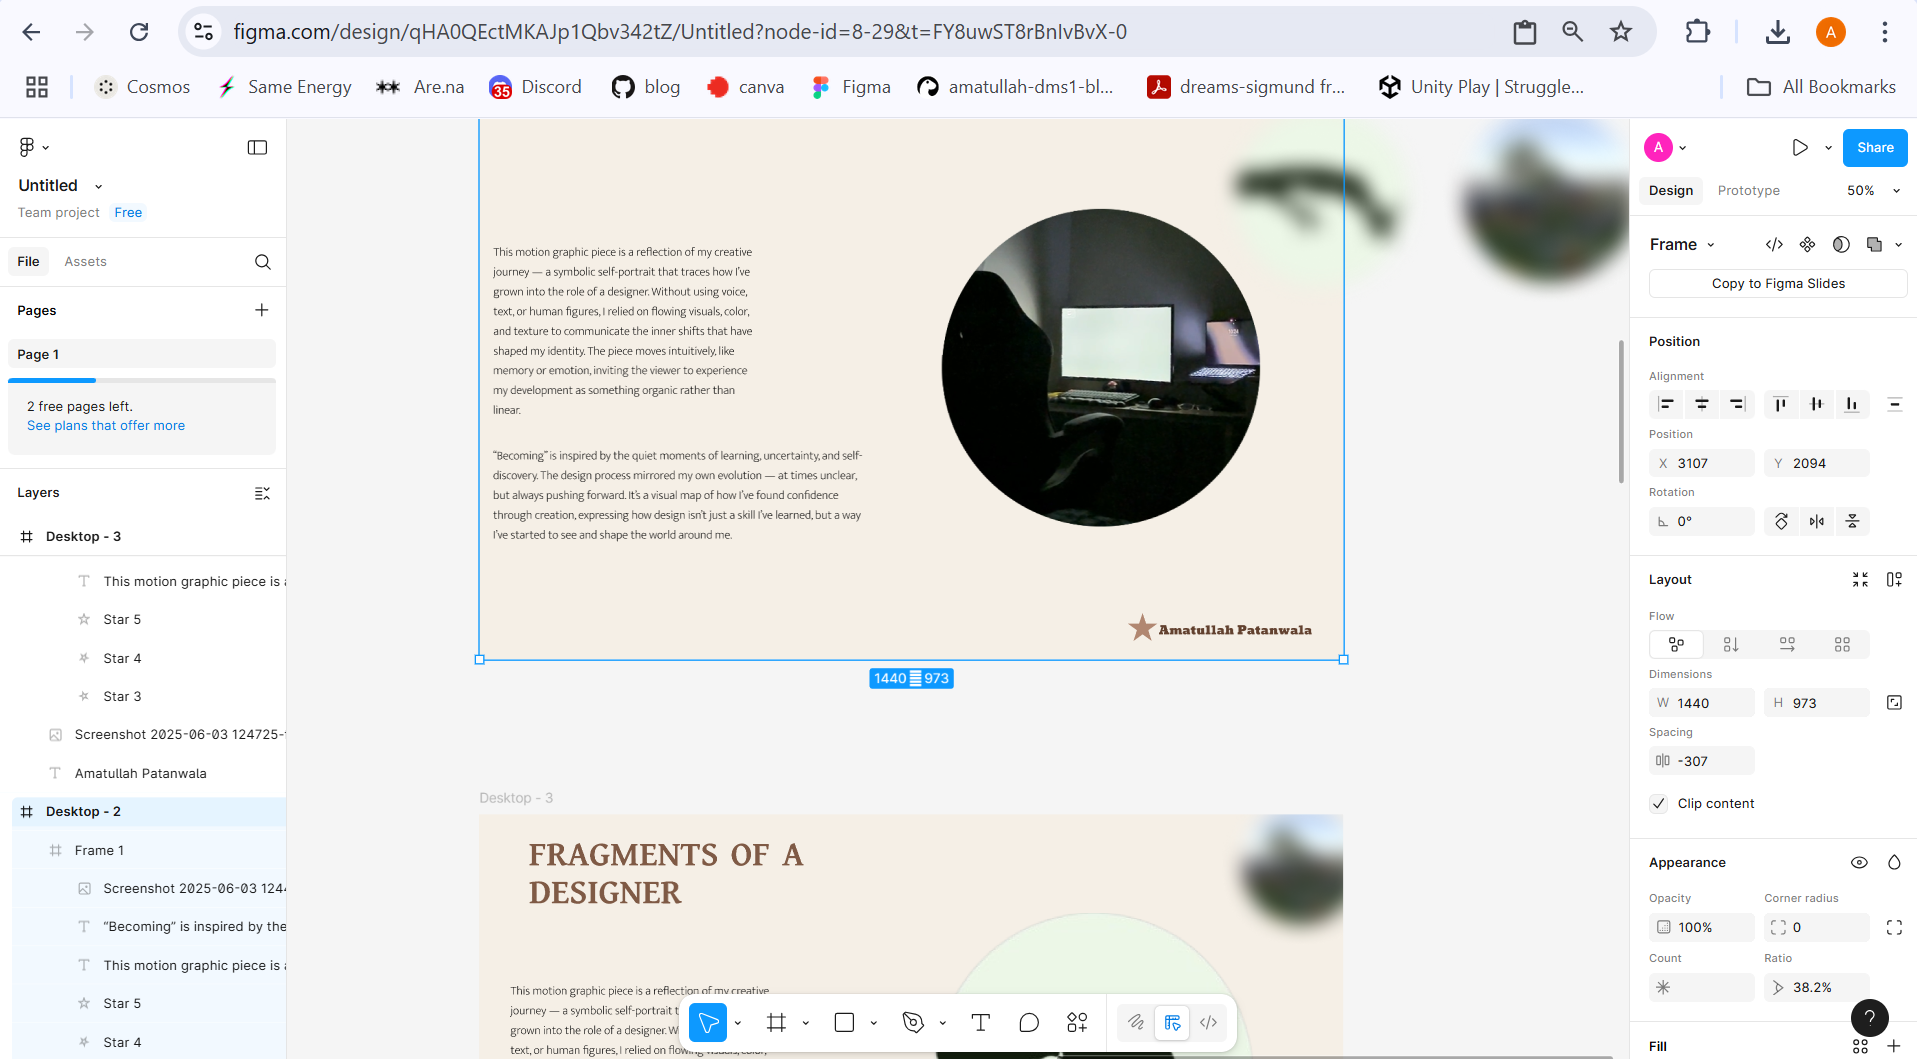 figma.com/design/qHA0QEctMKAJp1Qbv342tZ/Untitled?node-id=8-29&t=FY8uwST8rBnlvBvX-0
A
Cosmos
Same Energy
Are.na
35
Discord
blog
canva
Figma
amatullah-dms1-bl...
dreams-sigmund fr...
Unity Play | Struggle...
All Bookmarks
Untitled
Team project
Free
File
Assets
Pages
Page 1
2 free pages left.
See plans that offer more
Layers
Desktop - 3
This motion graphic piece is
Star 5
Star 4
Star 3
Screenshot 2025-06-03 124725-
Amatullah Patanwala
Desktop - 2
Frame 1
Screenshot 2025-06-03 124
“Becoming” is inspired by the
This motion graphic piece is
Star 5
Star 4
This motion graphic piece is a reflection of my creative
journey — a symbolic self-portrait that traces how I’ve
grown into the role of a designer. Without using voice,
text, or human figures, I relied on flowing visuals, color,
and texture to communicate the inner shifts that have
shaped my identity. The piece moves intuitively, like
memory or emotion, inviting the viewer to experience
my development as something organic rather than
linear.
“Becoming” is inspired by the quiet moments of learning, uncertainty, and self-
discovery. The design process mirrored my own evolution — at times unclear,
but always pushing forward. It’s a visual map of how I’ve found confidence
through creation, expressing how design isn’t just a skill I’ve learned, but a way
I’ve started to see and shape the world around me.
Amatullah Patanwala
1440
973
Desktop - 3
FRAGMENTS OF A
DESIGNER
This motion graphic piece is a reflection of my creative
journey — a symbolic self-portrait t
grown into the role of a designer. W
text, or human figures, I relied on flowing visuals, color,
A
Share
Design
Prototype
50%
Frame
Copy to Figma Slides
Position
Alignment
Position
X 3107
Y 2094
Rotation
0°
Layout
Flow
Dimensions
W 1440
H 973
Spacing
-307
Clip content
Appearance
Opacity
Corner radius
100%
0
Count
Ratio
38.2%
?
Fill